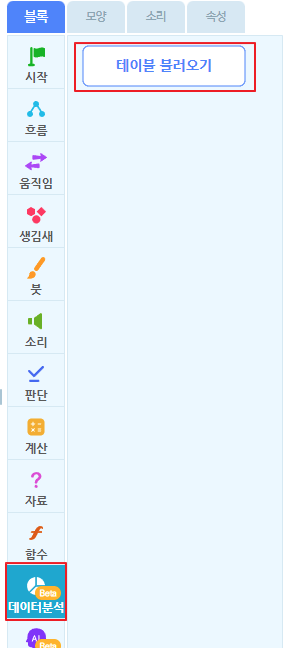 블록
모양
소리
속성
테이블 불러오기
시작
흐름
움직임
생김새
붓
소리
판단
계산
자료
함수
Beta
데이터분석
AI
Beta